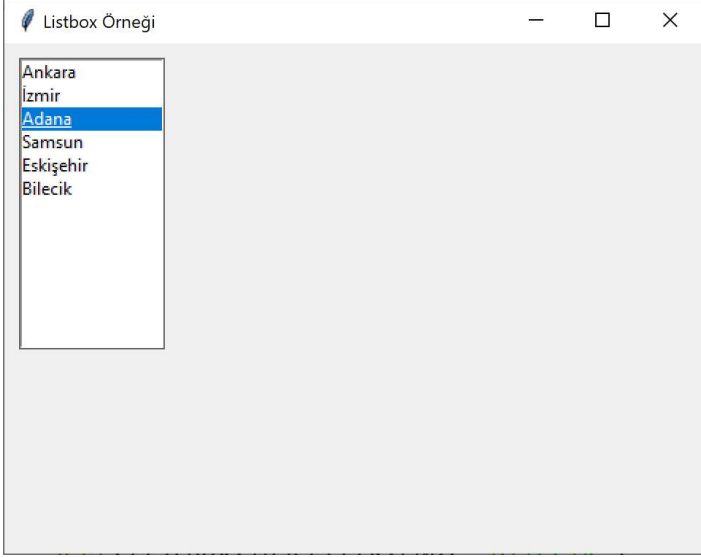 Listbox Örneği
Ankara
İzmir
Adana
Samsun
Eskişehir
Bilecik